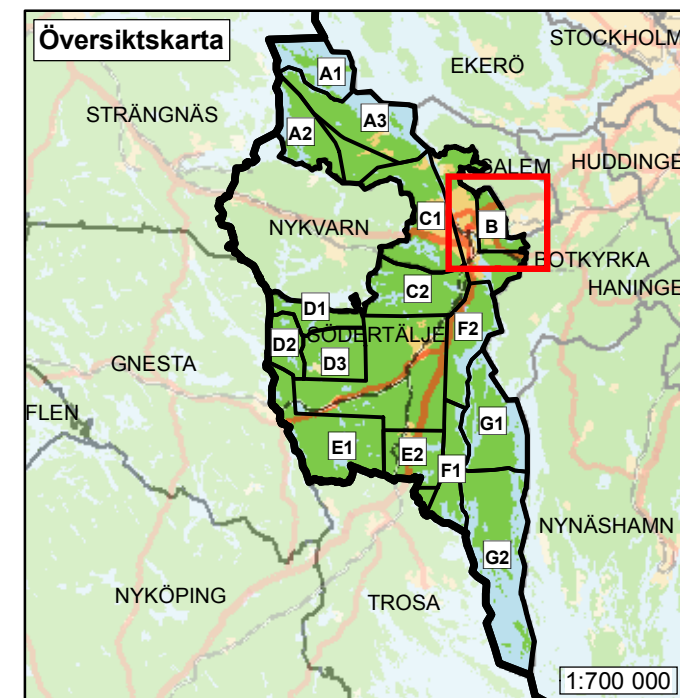 Översiktskarta
STOCKHOLM
EKERÖ
A1
STRÄNGNÄS
A3
A2
SALEM
HUDDINGE
C1
B
NYKVARN
BOTKYRKA
HANINGE
C2
D1
SÖDERTÄLJE
F2
D2
D3
GNESTA
FLEN
G1
E1
E2
F1
NYNÄSHAMN
G2
NYKÖPING
TROSA
1:700 000